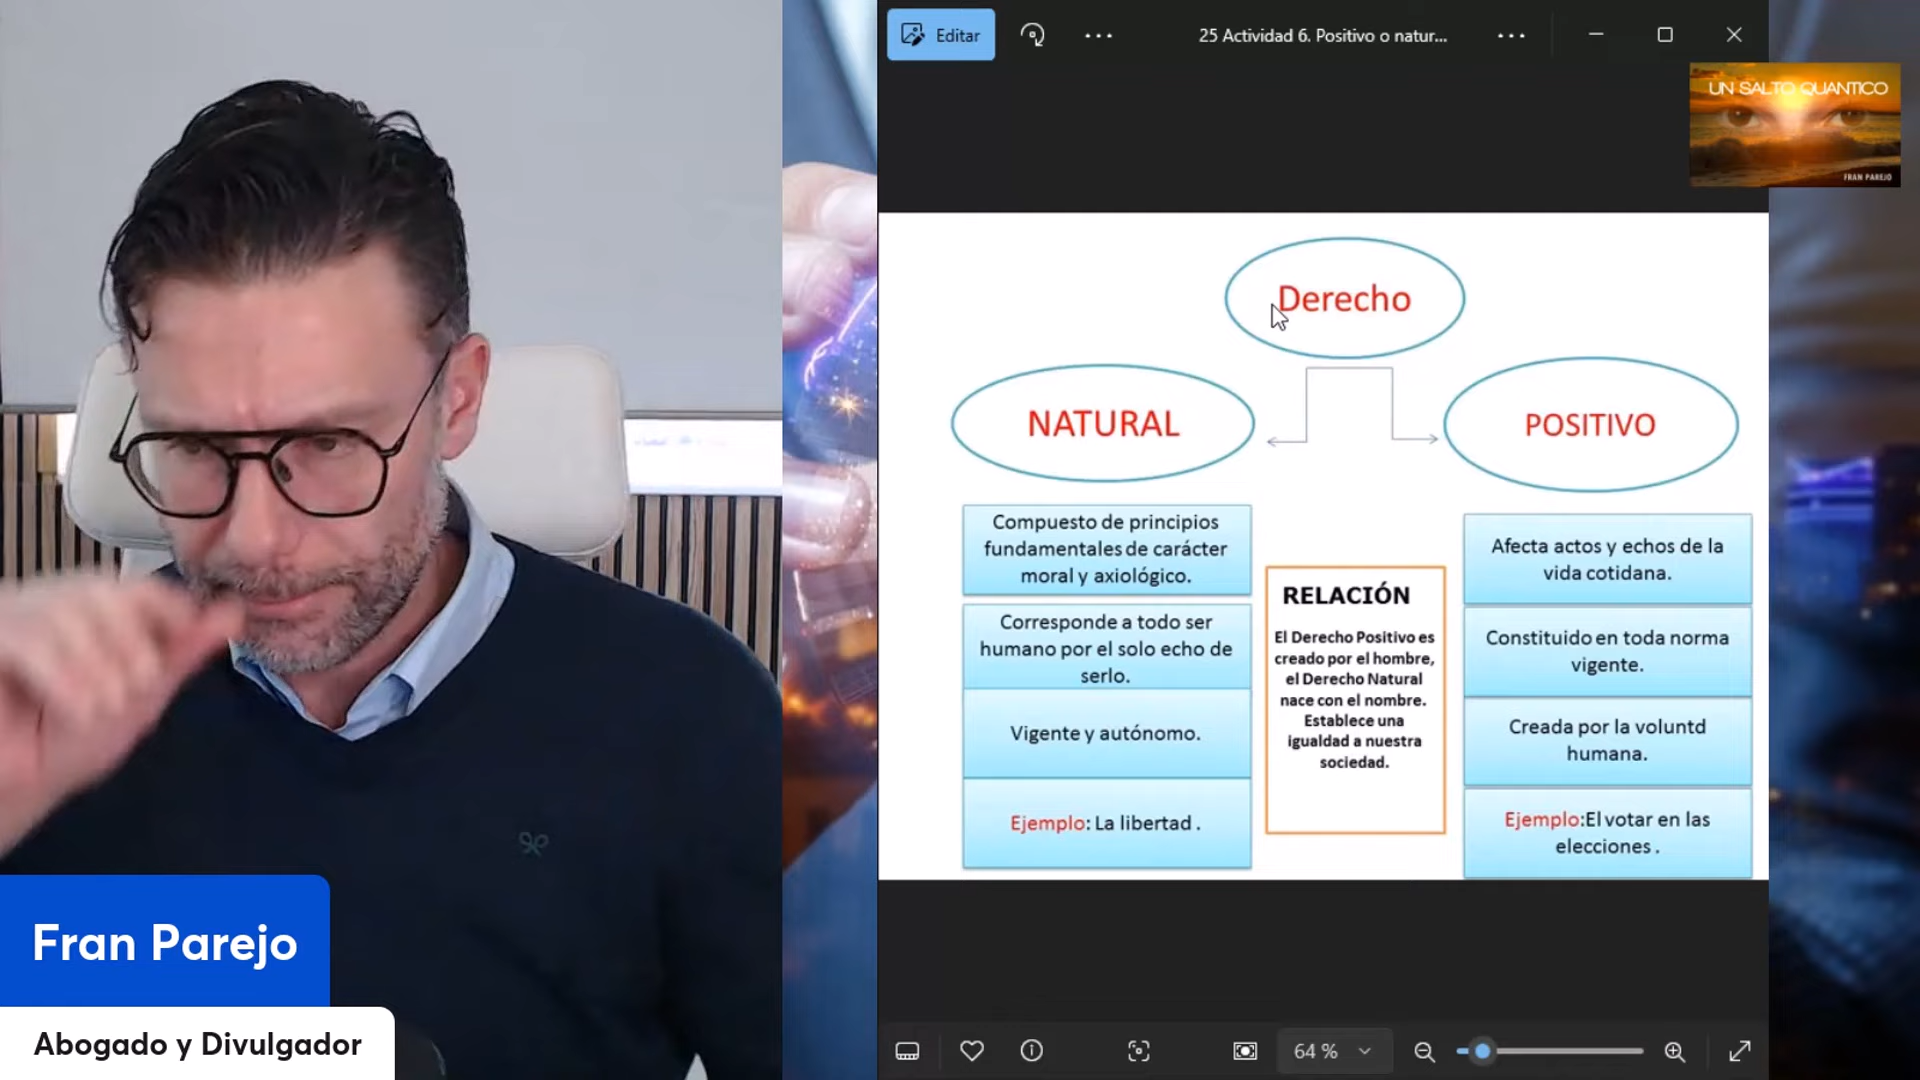 Editar
25 Actividad 6. Positivo o natur...
UN SALTO QUANTICO
FRAN PAREJO
Derecho
NATURAL
POSITIVO
Compuesto de principios
fundamentales de carácter
moral y axiológico.
Corresponde a todo ser
humano por el solo echo de
serlo.
Vigente y autónomo.
Ejemplo: La libertad .
RELACIÓN
El Derecho Positivo es
creado por el hombre,
el Derecho Natural
nace con el nombre.
Establece una
igualdad a nuestra
sociedad.
Afecta actos y echos de la
vida cotidana.
Constituido en toda norma
vigente.
Creada por la voluntd
humana.
Ejemplo:El votar en las
elecciones .
Fran Parejo
Abogado y Divulgador
64 %